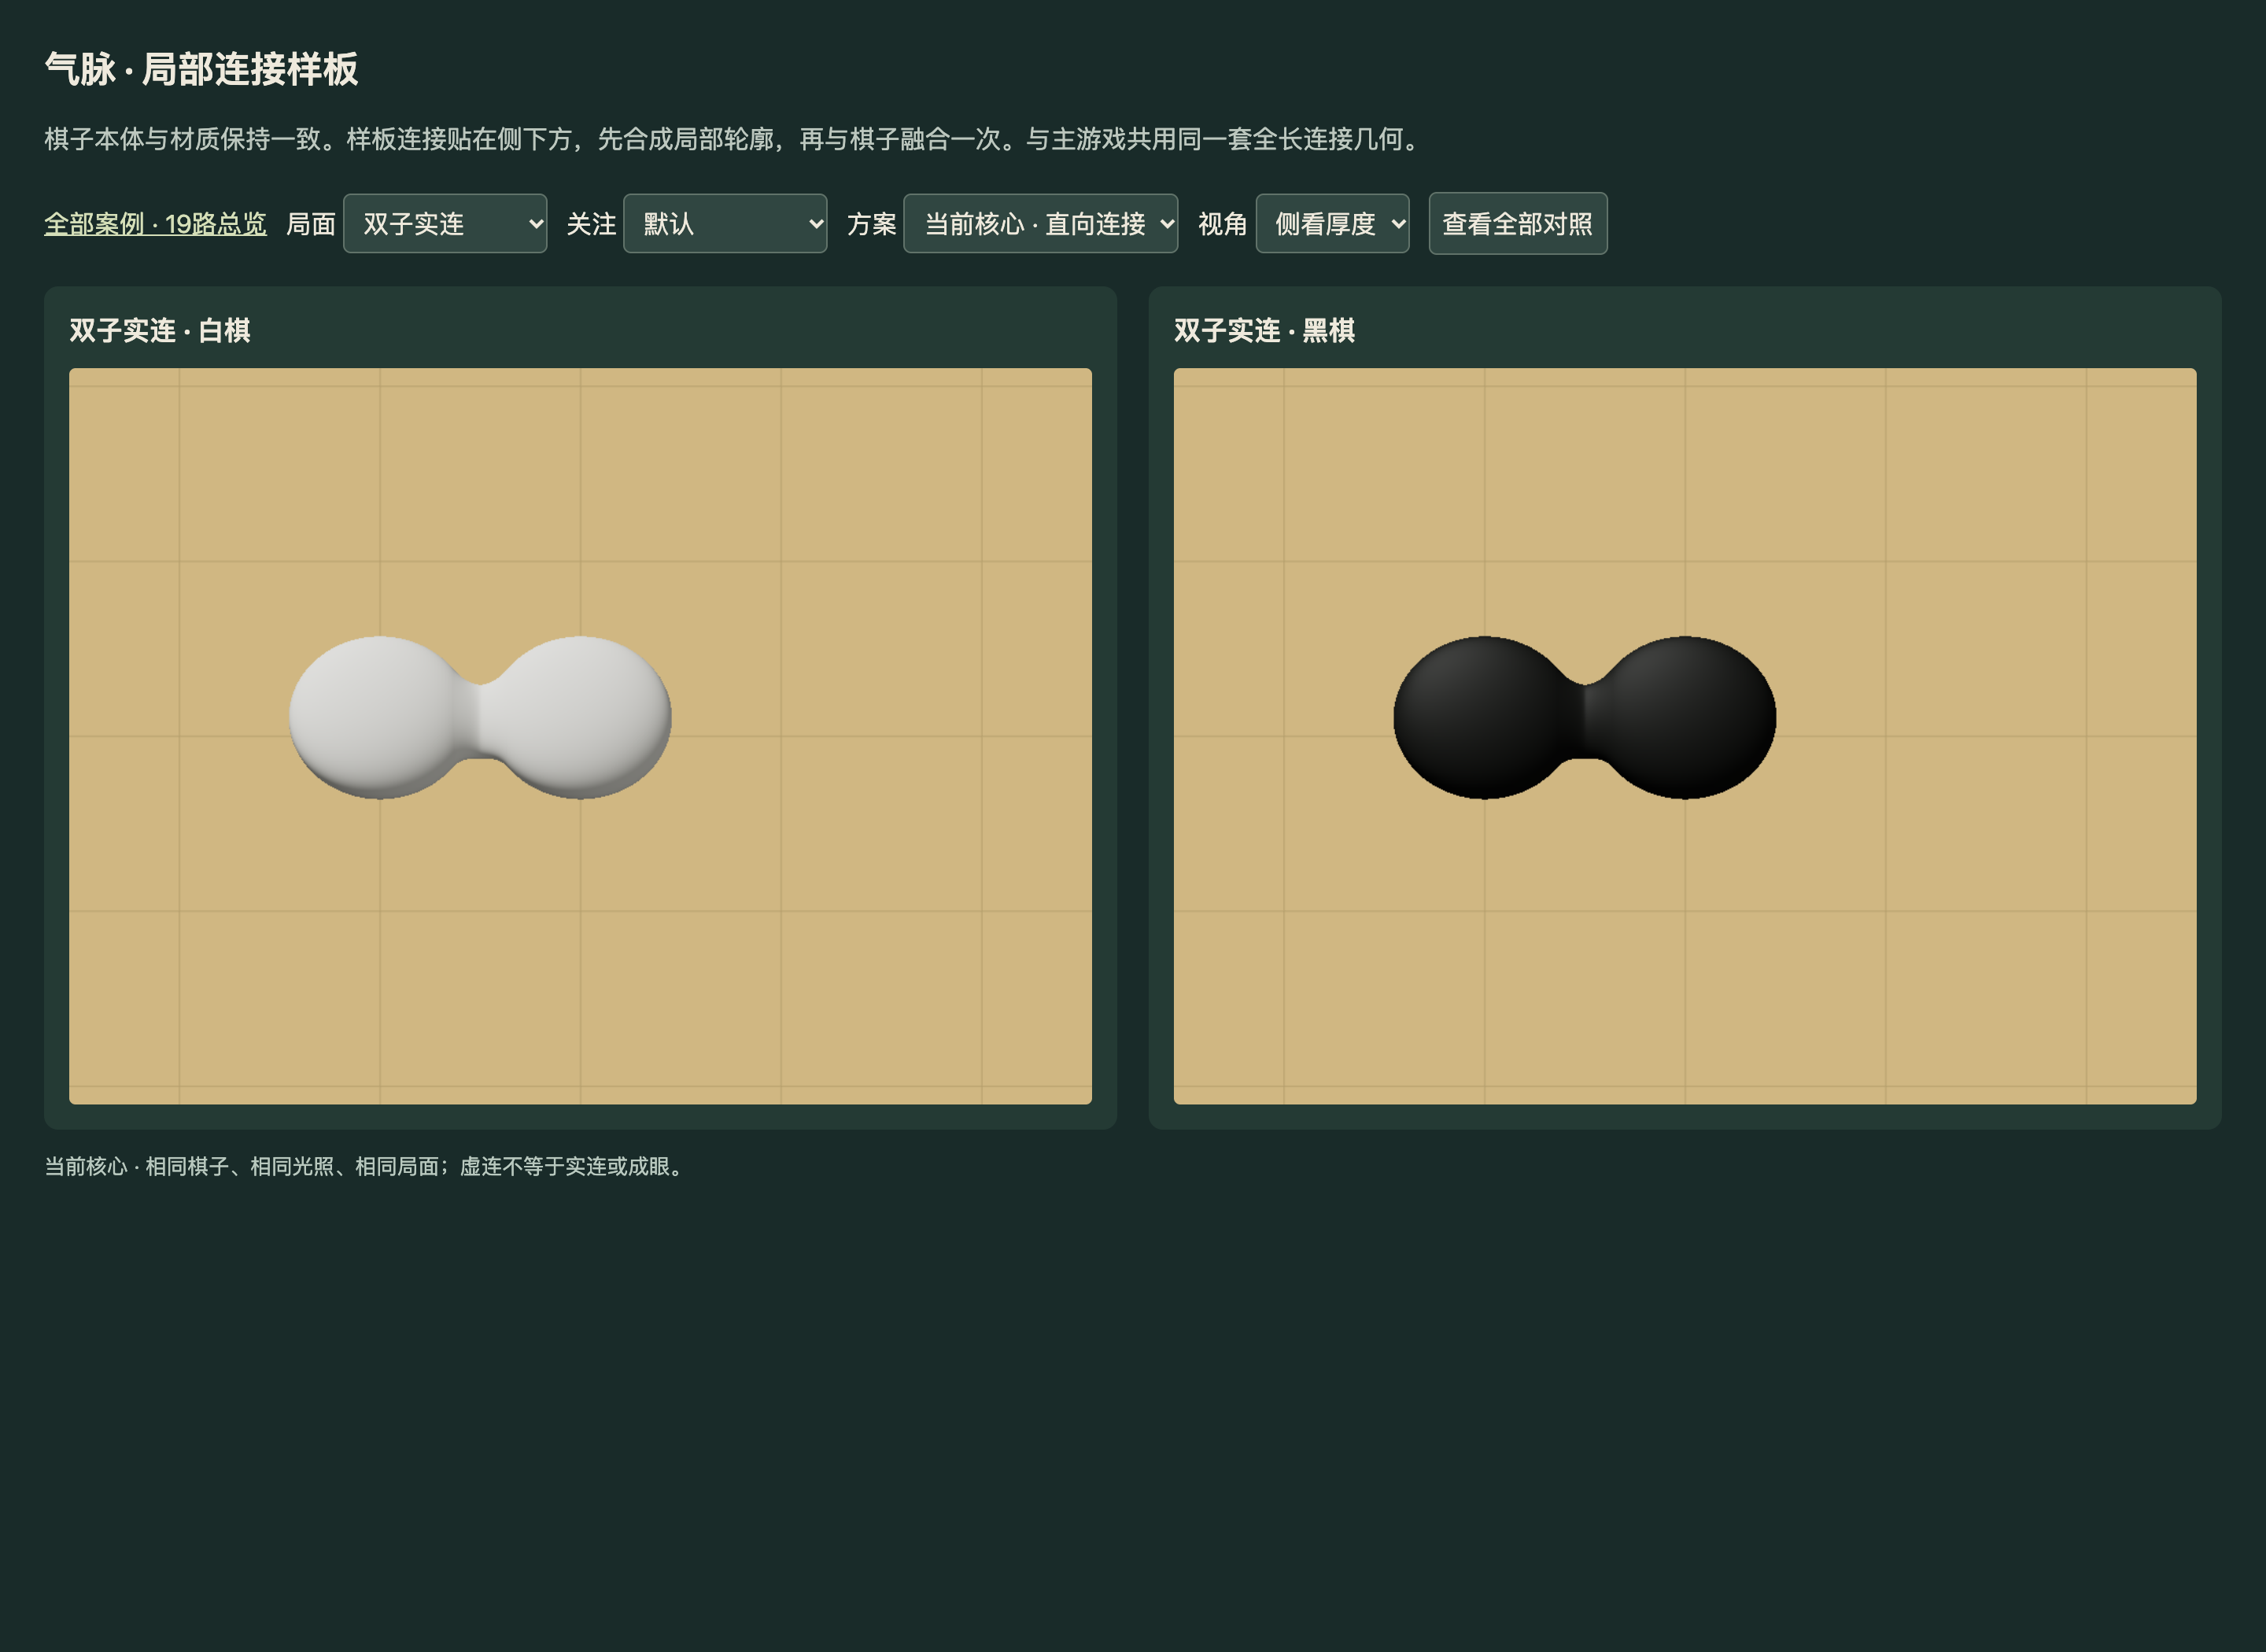 气脉 · 局部连接样板
棋子本体与材质保持一致。样板连接贴在侧下方，先合成局部轮廓，再与棋子融合一次。与主游戏共用同一套全长连接几何。
全部案例 · 19路总览 局面 双子实连 关注 默认 方案 当前核心 · 直向连接 视角 侧看厚度 查看全部对照
双子实连 · 白棋
双子实连 · 黑棋
当前核心 · 相同棋子、相同光照、相同局面；虚连不等于实连或成眼。